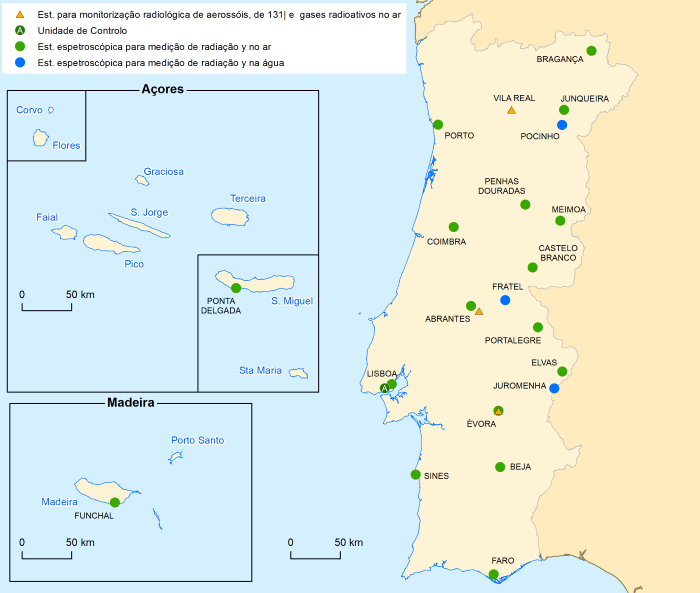 Est. para monitorização radiológica de aerossóis, de 131| e gases radioativos no ar
A Unidade de Controlo
Est. espetroscópica para medição de radiação γ no ar
Est. espetroscópica para medição de radiação γ na água
Açores
Corvo
Flores
Graciosa
Terceira
Faial
S. Jorge
Pico
0 50 km
PONTA
DELGADA
S. Miguel
Sta Maria
Madeira
Porto Santo
Madeira
FUNCHAL
0 50 km
0 50 km
BRAGANÇA
VILA REAL
JUNQUEIRA
PORTO
POCINHO
PENHAS
DOURADAS
MEIMOA
COIMBRA
CASTELO
BRANCO
FRATEL
ABRANTES
PORTALEGRE
ELVAS
LISBOA
A
JUROMENHA
ÉVORA
BEJA
SINES
FARO